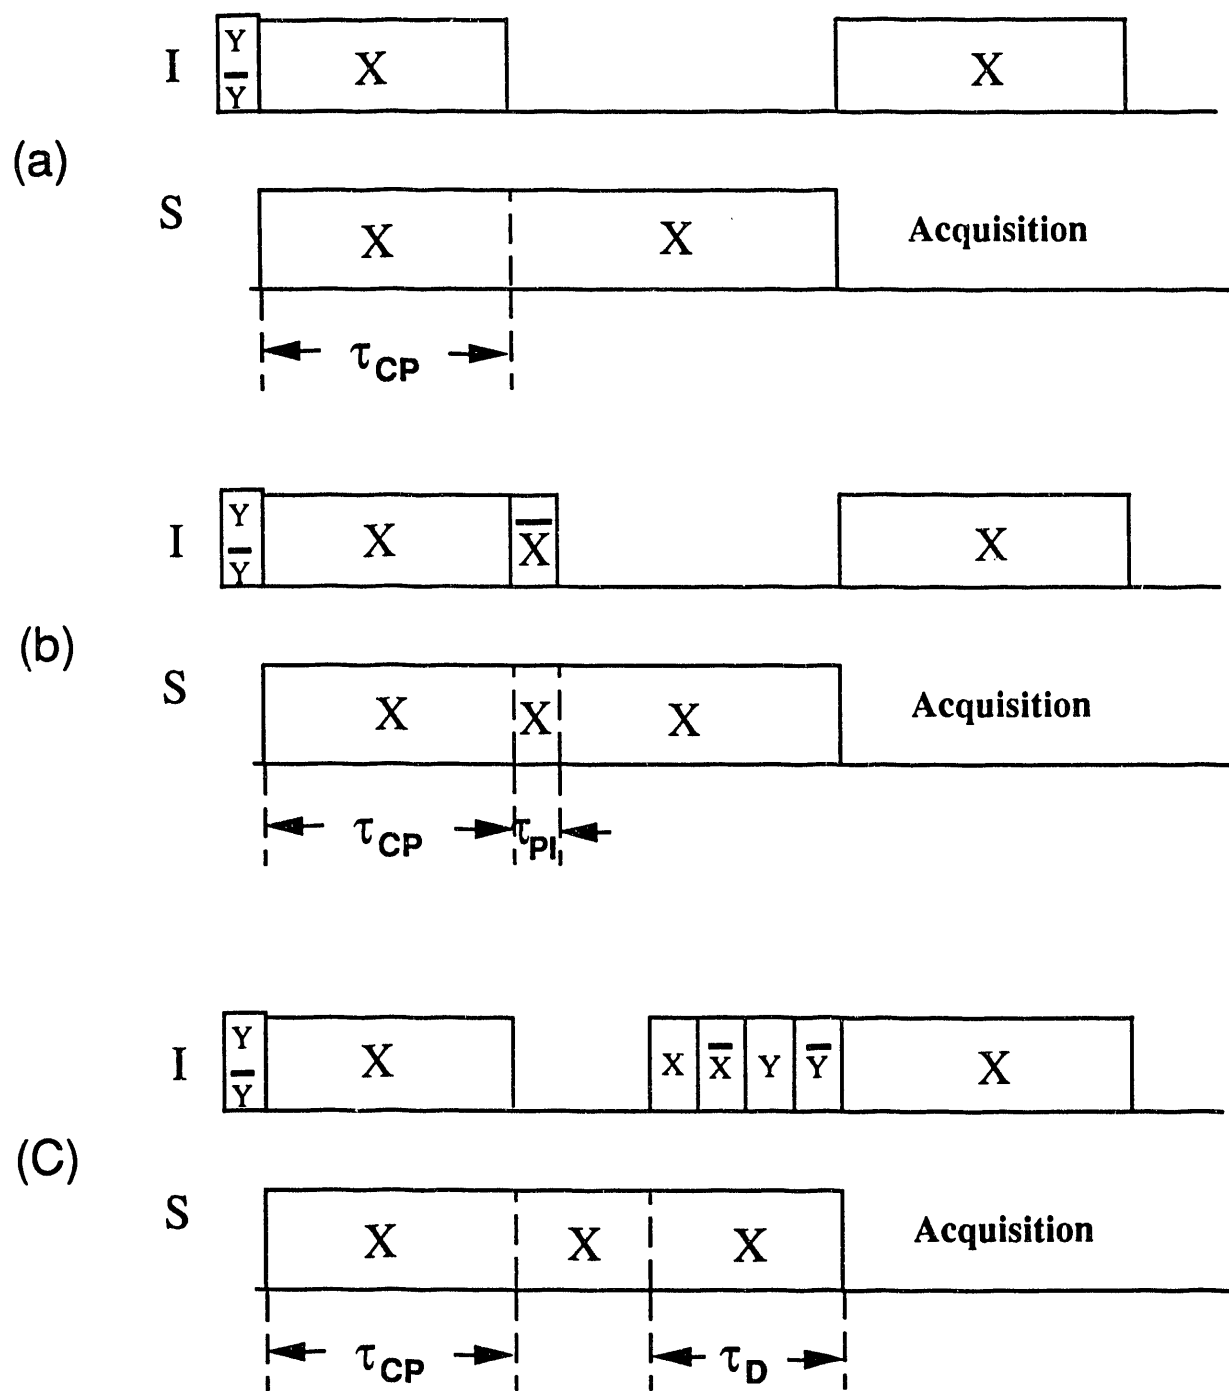 Y
Y̅
I X X
(a)
S X X Acquisition
τCP
Y
Y̅
I X X̅ X
(b)
S X X X Acquisition
τCP τPI
Y
Y̅
I X X X̅ Y Y̅ X
(C)
S X X X Acquisition
τCP τD